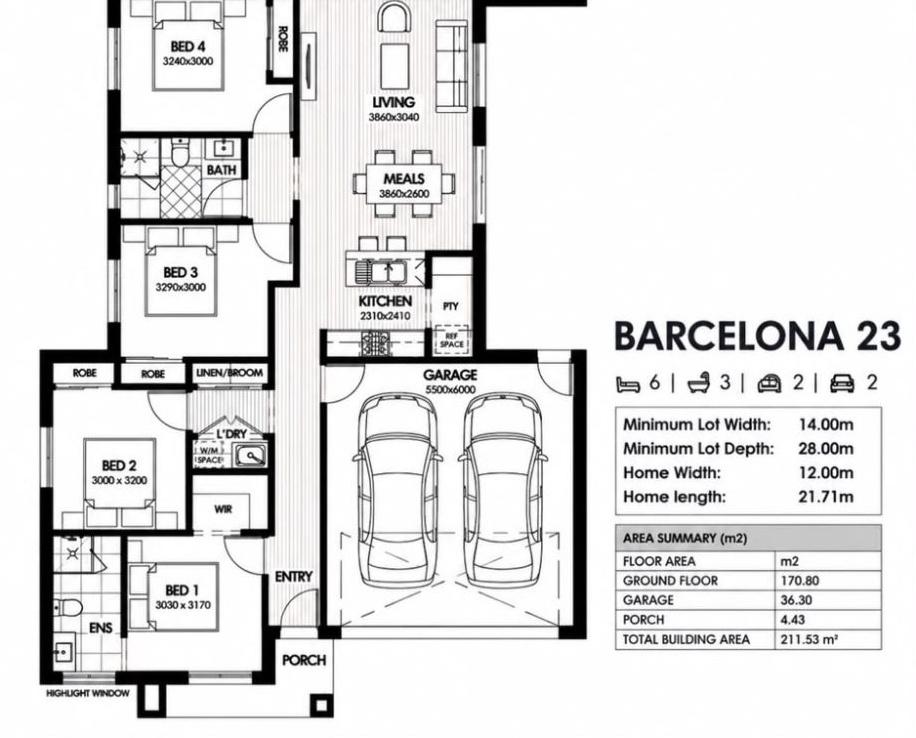 BED 4
3240x3000
ROBE
LIVING
3860x3040
BATH
MEALS
3860x2600
BED 3
3290x3000
KITCHEN
2310x2410
PTY
REF
SPACE
ROBE
ROBE
LINEN/BROOM
GARAGE
5500x6000
L'DRY
W/M
SPACE
BED 2
3000 x 3200
WIR
BED 1
3030 x 3170
ENTRY
ENS
PORCH
HIGHLIGHT WINDOW
BARCELONA 23
6 | 3 | 2 | 2
Minimum Lot Width: 14.00m
Minimum Lot Depth: 28.00m
Home Width: 12.00m
Home length: 21.71m
AREA SUMMARY (m2)
FLOOR AREA m2
GROUND FLOOR 170.80
GARAGE 36.30
PORCH 4.43
TOTAL BUILDING AREA 211.53 m²